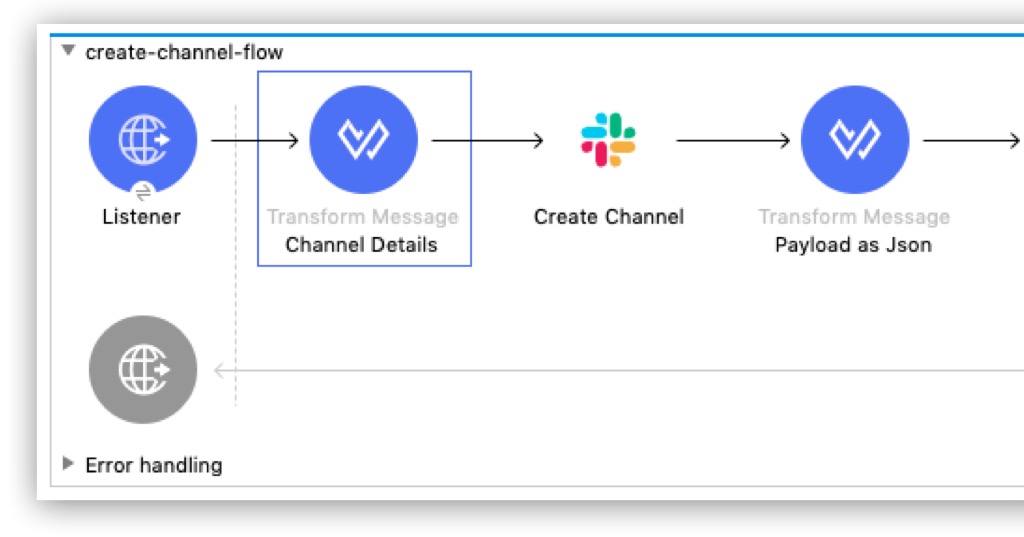 create-channel-flow
Listener
Transform Message
Channel Details
Create Channel
Transform Message
Payload as Json
Error handling